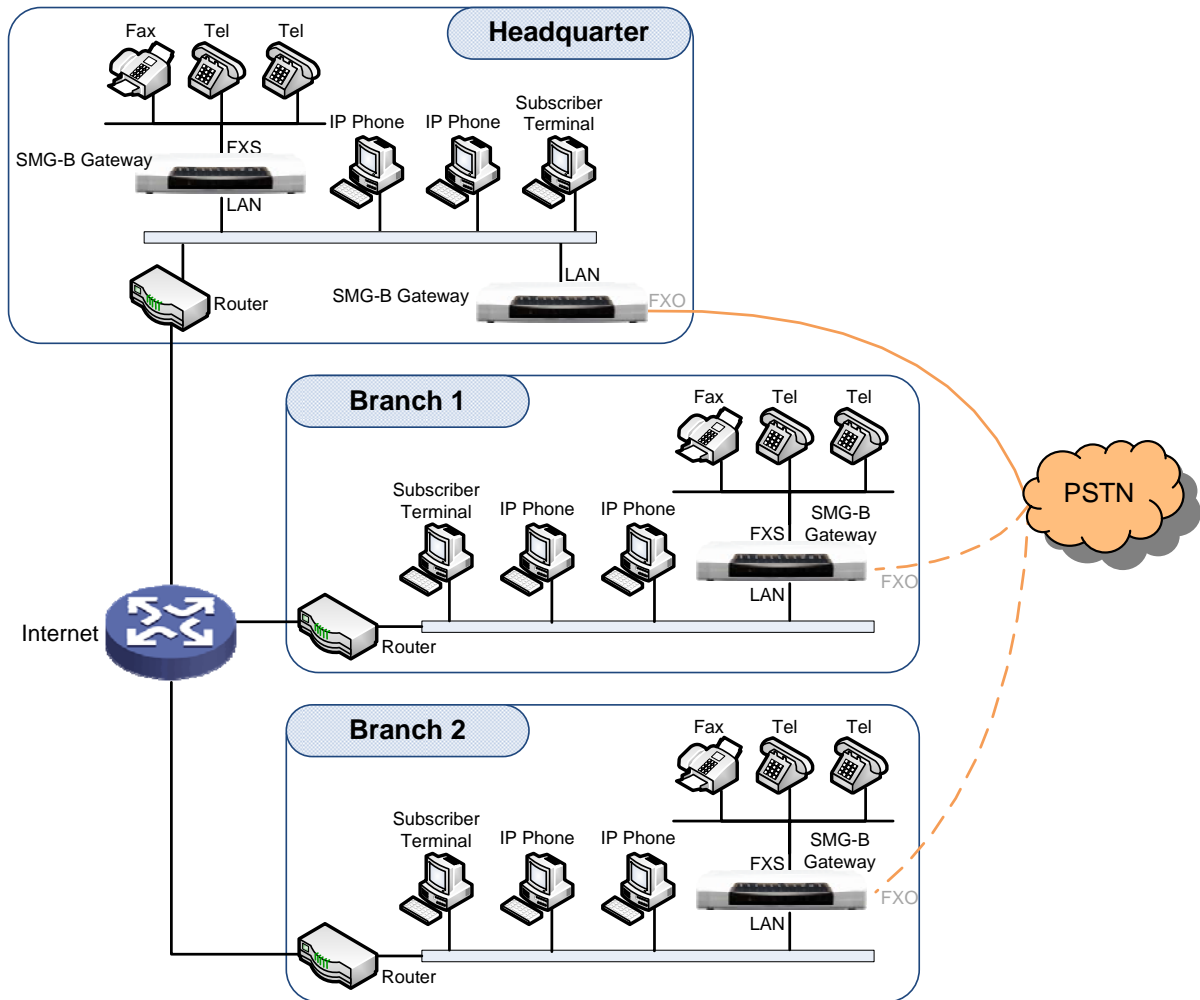 Headquarter
Fax
Tel
Tel
IP Phone
IP Phone
Subscriber
Terminal
SMG-B Gateway
FXS
LAN
LAN
Router
SMG-B Gateway
FXO
Branch 1
Fax
Tel
Tel
PSTN
Subscriber
Terminal
IP Phone
IP Phone
SMG-B
Gateway
FXS
FXO
LAN
Internet
Router
Branch 2
Fax
Tel
Tel
Subscriber
Terminal
IP Phone
IP Phone
SMG-B
Gateway
FXS
FXO
LAN
Router